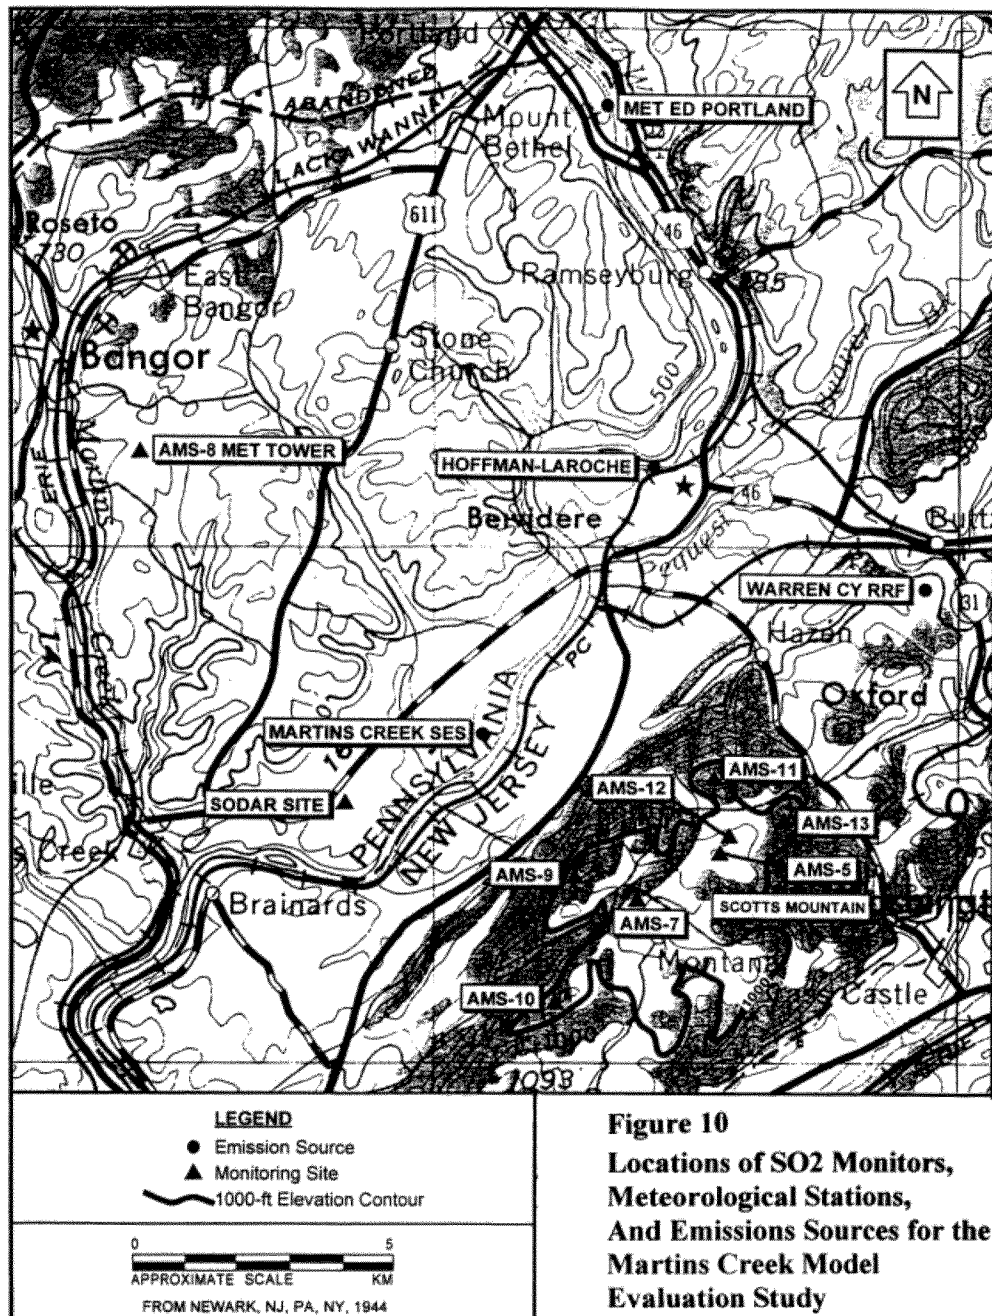 Portland
N
ABANDONED
MET ED PORTLAND
LACKAWANNA
Mount
Bethel
611
Roseto
730
46
East
Bangor
Ramseyburg
Stone
Church
Bangor
500
AMS-8 MET TOWER
HOFFMAN-LAROCHE
ERIE
Martins
Creek
46
Belvidere
Pequest
Buttz
WARREN CY RRF
31
Hazen
Oxford
PC
PENNSYLVANIA
NEW JERSEY
MARTINS CREEK SES
SODAR SITE
AMS-11
AMS-12
AMS-13
AMS-9
AMS-5
Brainards
SCOTTS MOUNTAIN
AMS-7
AMS-10
Castle
1093
LEGEND
Emission Source
Monitoring Site
1000-ft Elevation Contour
0 5
APPROXIMATE SCALE KM
FROM NEWARK, NJ, PA, NY, 1944
Figure 10
Locations of SO2 Monitors,
Meteorological Stations,
And Emissions Sources for the
Martins Creek Model
Evaluation Study